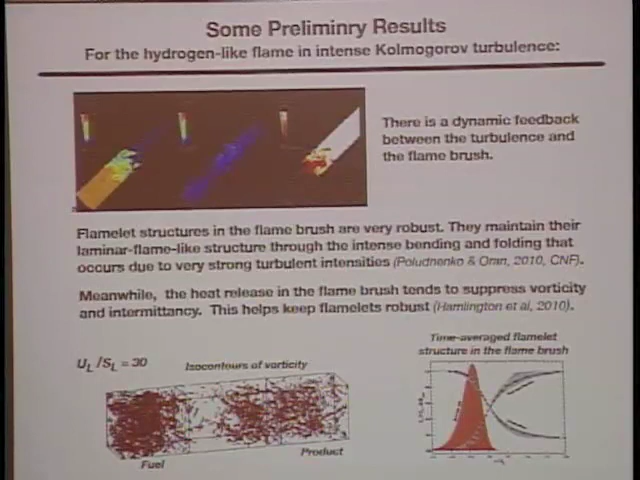 Some Preliminry Results
For the hydrogen-like flame in intense Kolmogorov turbulence:
There is a dynamic feedback
between the turbulence and
the flame brush.
Flamelet structures in the flame brush are very robust. They maintain their
laminar-flame-like structure through the intense bending and folding that
occurs due to very strong turbulent intensities (Poludnenko & Oran, 2010, CNF).
Meanwhile, the heat release in the flame brush tends to suppress vorticity
and intermittancy. This helps keep flamelets robust (Hamlington et al, 2010).
U_L /S_L = 30
Isocontours of vorticity
Fuel
Product
Time-averaged flamelet
structure in the flame brush